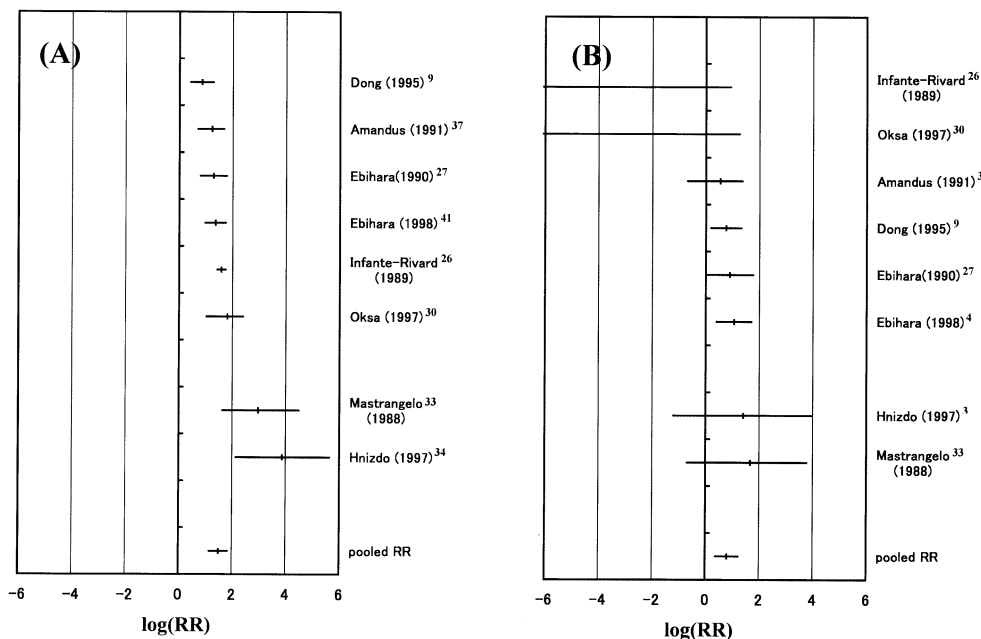 (A)
Dong (1995) 9
Amandus (1991) 37
Ebihara(1990) 27
Ebihara (1998) 41
Infante-Rivard 26
(1989)
Oksa (1997) 30
Mastrangelo 33
(1988)
Hnizdo (1997) 34
pooled RR
-6 -4 -2 0 2 4 6
log(RR)
(B)
Infante-Rivard 26
(1989)
Oksa (1997) 30
Amandus (1991) 3
Dong (1995) 9
Ebihara(1990) 27
Ebihara (1998) 4
Hnizdo (1997) 3
Mastrangelo 33
(1988)
pooled RR
-6 -4 -2 0 2 4 6
log(RR)